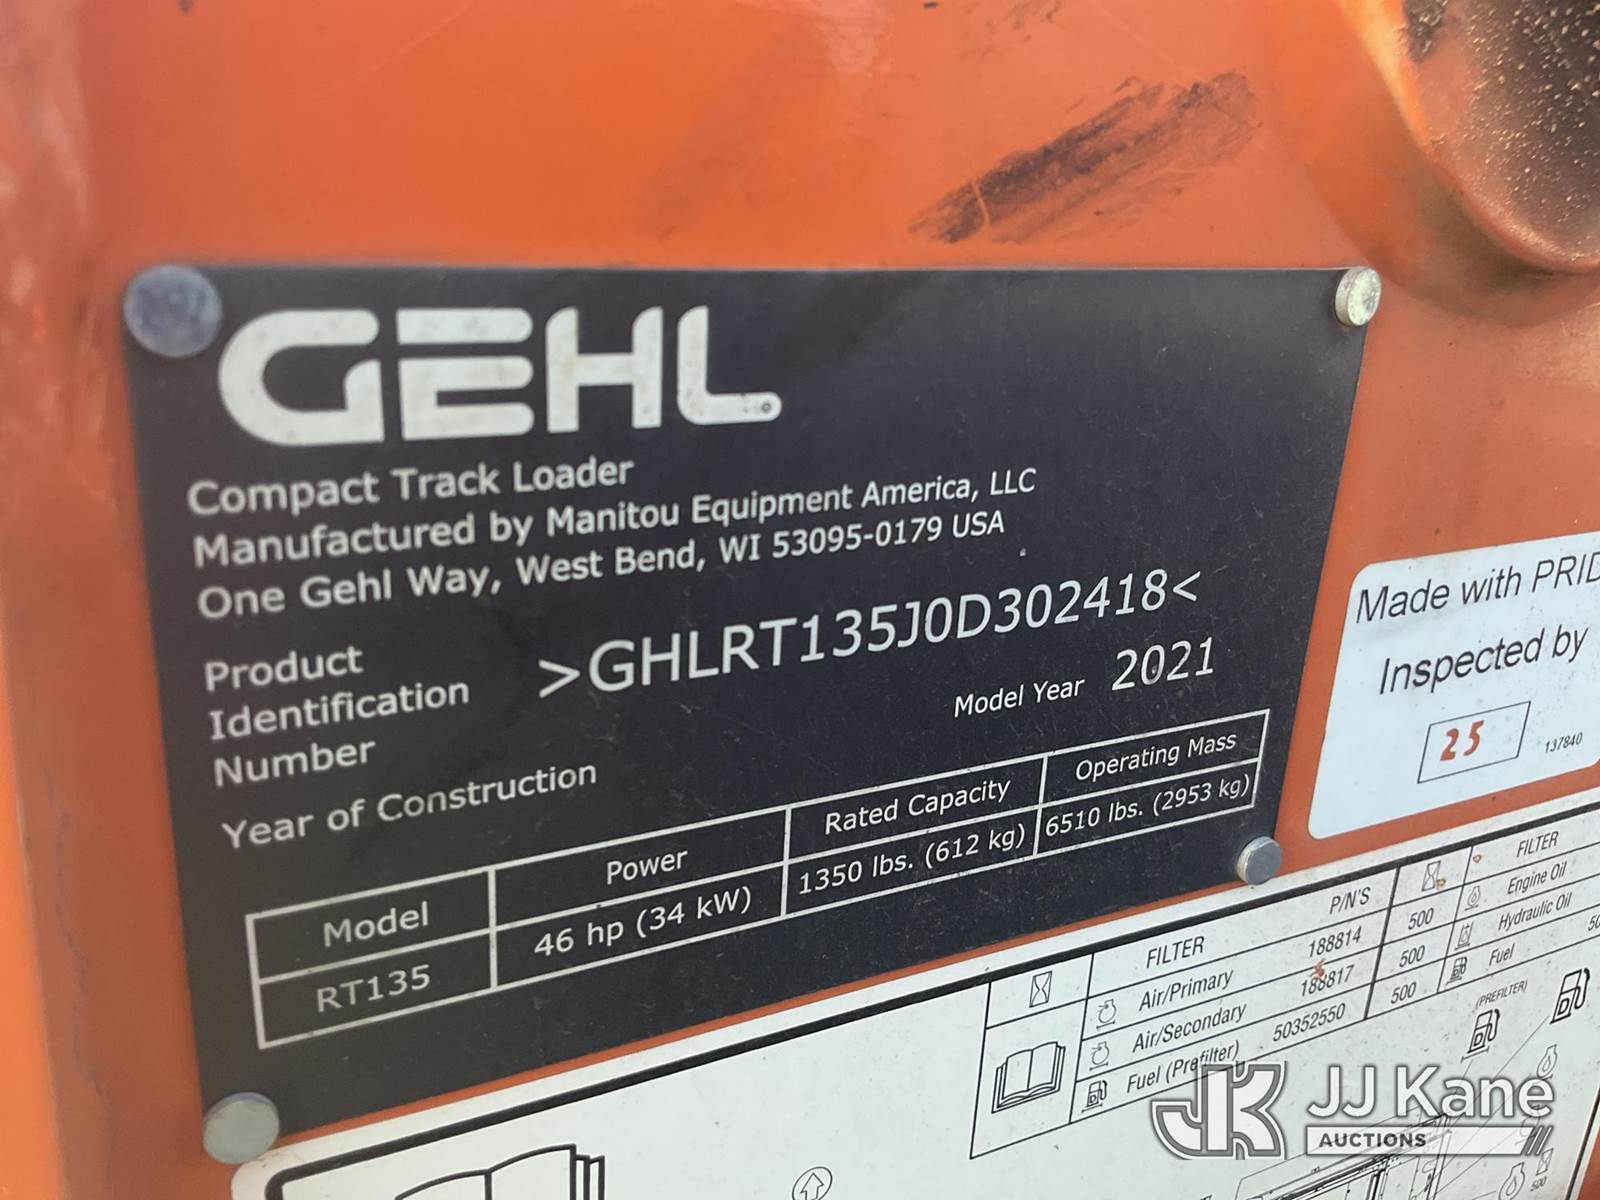 GEHL
Compact Track Loader
Manufactured by Manitou Equipment America, LLC
One Gehl Way, West Bend, WI 53095-0179 USA
Product
Identification
Number
>GHLRT135J0D302418<
Model Year 2021
Year of Construction
Model Power Rated Capacity Operating Mass
RT135 46 hp (34 kW) 1350 lbs. (612 kg) 6510 lbs. (2953 kg)
Made with
Inspected by
25 137840
FILTER P/N'S FILTER
Air/Primary 188814 500 Engine Oil
Air/Secondary 188817 500 Hydraulic Oil
Fuel (Prefilter) 50352550 500 Fuel
(PREFILTER)
500
JJ Kane
AUCTIONS